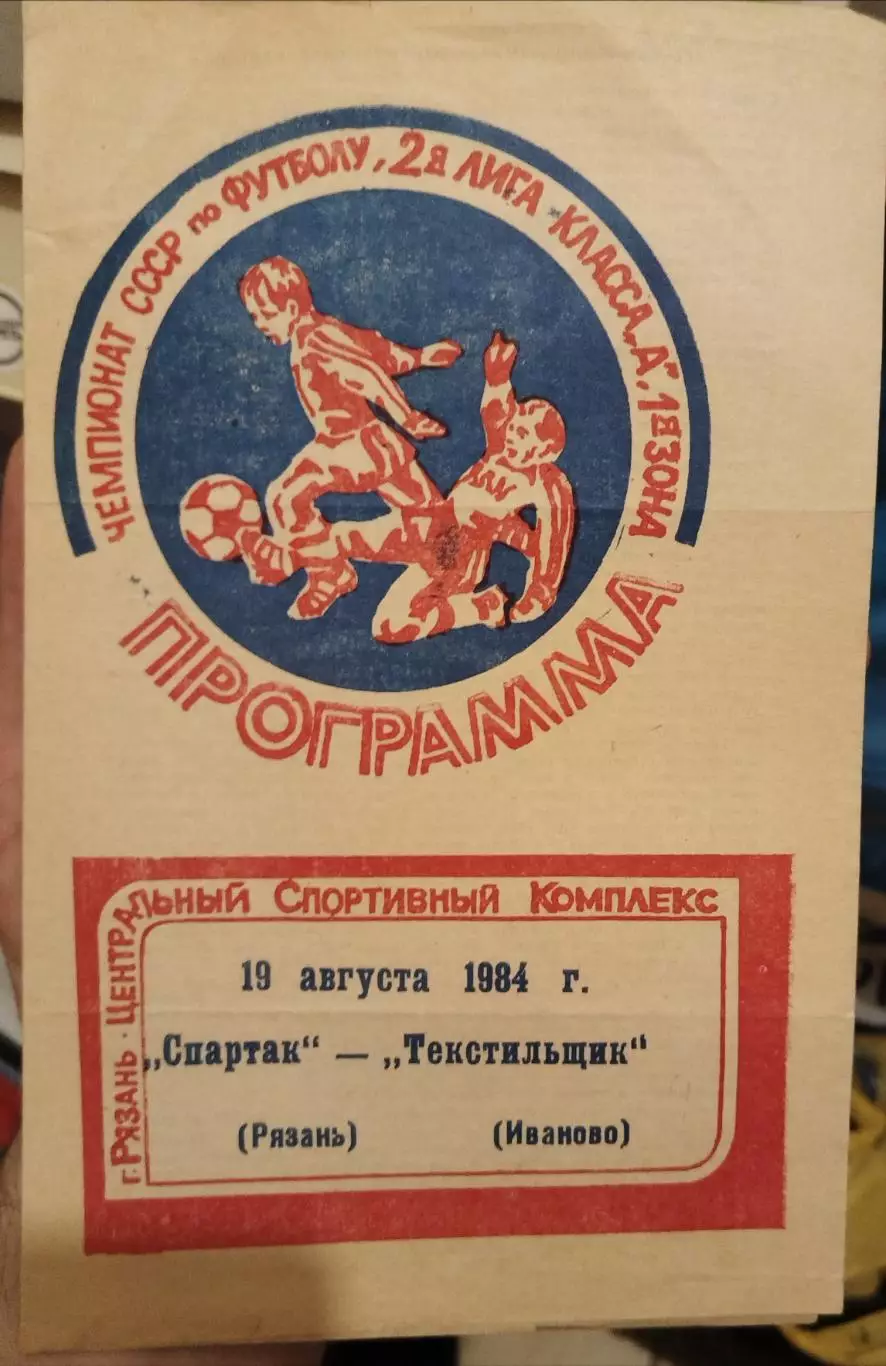 ЧЕМПИОНАТ СССР по ФУТБОЛУ, 2я ЛИГА КЛАССА „А", 1я ЗОНА
ПРОГРАММА
г. РЯЗАНЬ · ЦЕНТРАЛЬНЫЙ СПОРТИВНЫЙ КОМПЛЕКС
19 августа 1984 г.
„Спартак“ — „Текстильщик“
(Рязань) (Иваново)